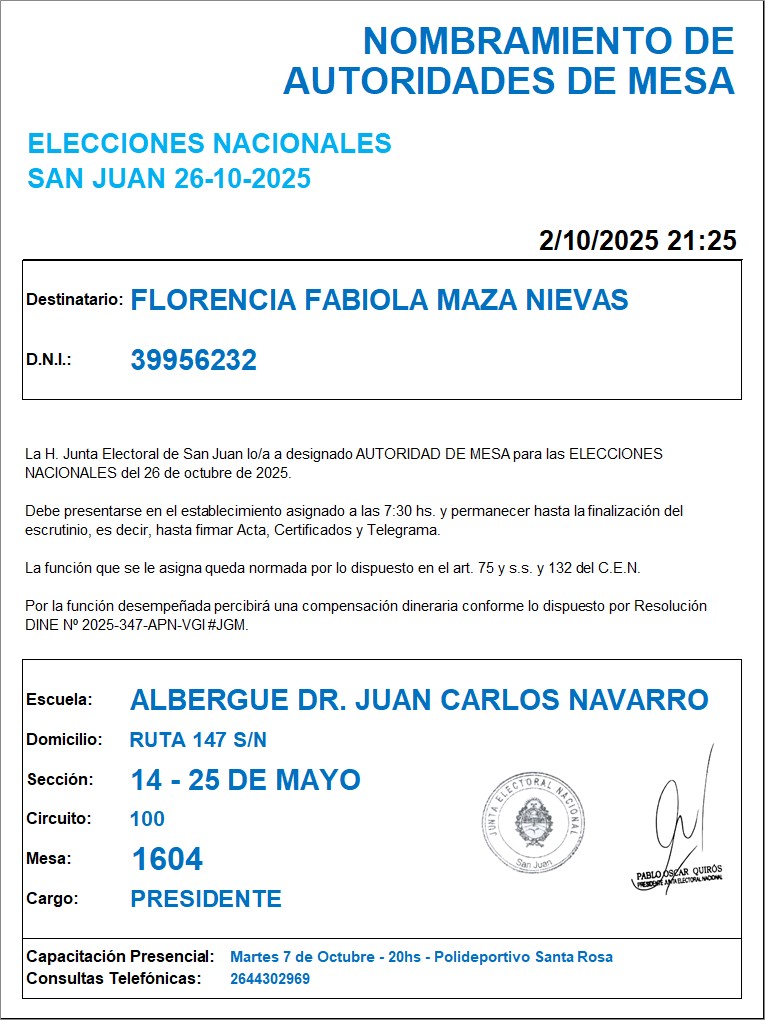 NOMBRAMIENTO DE
AUTORIDADES DE MESA
ELECCIONES NACIONALES
SAN JUAN 26-10-2025
2/10/2025 21:25
Destinatario: FLORENCIA FABIOLA MAZA NIEVAS
D.N.I.: 39956232
La H. Junta Electoral de San Juan lo/a a designado AUTORIDAD DE MESA para las ELECCIONES
NACIONALES del 26 de octubre de 2025.
Debe presentarse en el establecimiento asignado a las 7:30 hs. y permanecer hasta la finalización del
escrutinio, es decir, hasta firmar Acta, Certificados y Telegrama.
La función que se le asigna queda normada por lo dispuesto en el art. 75 y s.s. y 132 del C.E.N.
Por la función desempeñada percibirá una compensación dineraria conforme lo dispuesto por Resolución
DINE Nº 2025-347-APN-VGI#JGM.
Escuela: ALBERGUE DR. JUAN CARLOS NAVARRO
Domicilio: RUTA 147 S/N
Sección: 14 - 25 DE MAYO
Circuito: 100
Mesa: 1604
Cargo: PRESIDENTE
JUNTA ELECTORAL NACIONAL
San Juan
PABLO OSCAR QUIRÓS
PRESIDENTE JUNTA ELECTORAL NACIONAL
Capacitación Presencial: Martes 7 de Octubre - 20hs - Polideportivo Santa Rosa
Consultas Telefónicas: 2644302969